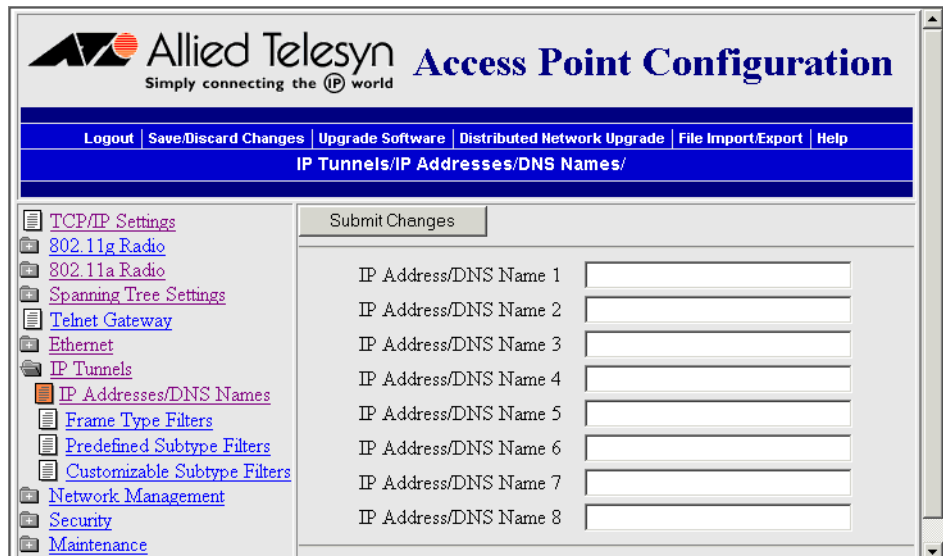 Allied Telesyn
Simply connecting the IP world
Access Point Configuration
Logout | Save/Discard Changes | Upgrade Software | Distributed Network Upgrade | File Import/Export | Help
IP Tunnels/IP Addresses/DNS Names/
TCP/IP Settings
802.11g Radio
802.11a Radio
Spanning Tree Settings
Telnet Gateway
Ethernet
IP Tunnels
IP Addresses/DNS Names
Frame Type Filters
Predefined Subtype Filters
Customizable Subtype Filters
Network Management
Security
Maintenance
Submit Changes
IP Address/DNS Name 1
IP Address/DNS Name 2
IP Address/DNS Name 3
IP Address/DNS Name 4
IP Address/DNS Name 5
IP Address/DNS Name 6
IP Address/DNS Name 7
IP Address/DNS Name 8